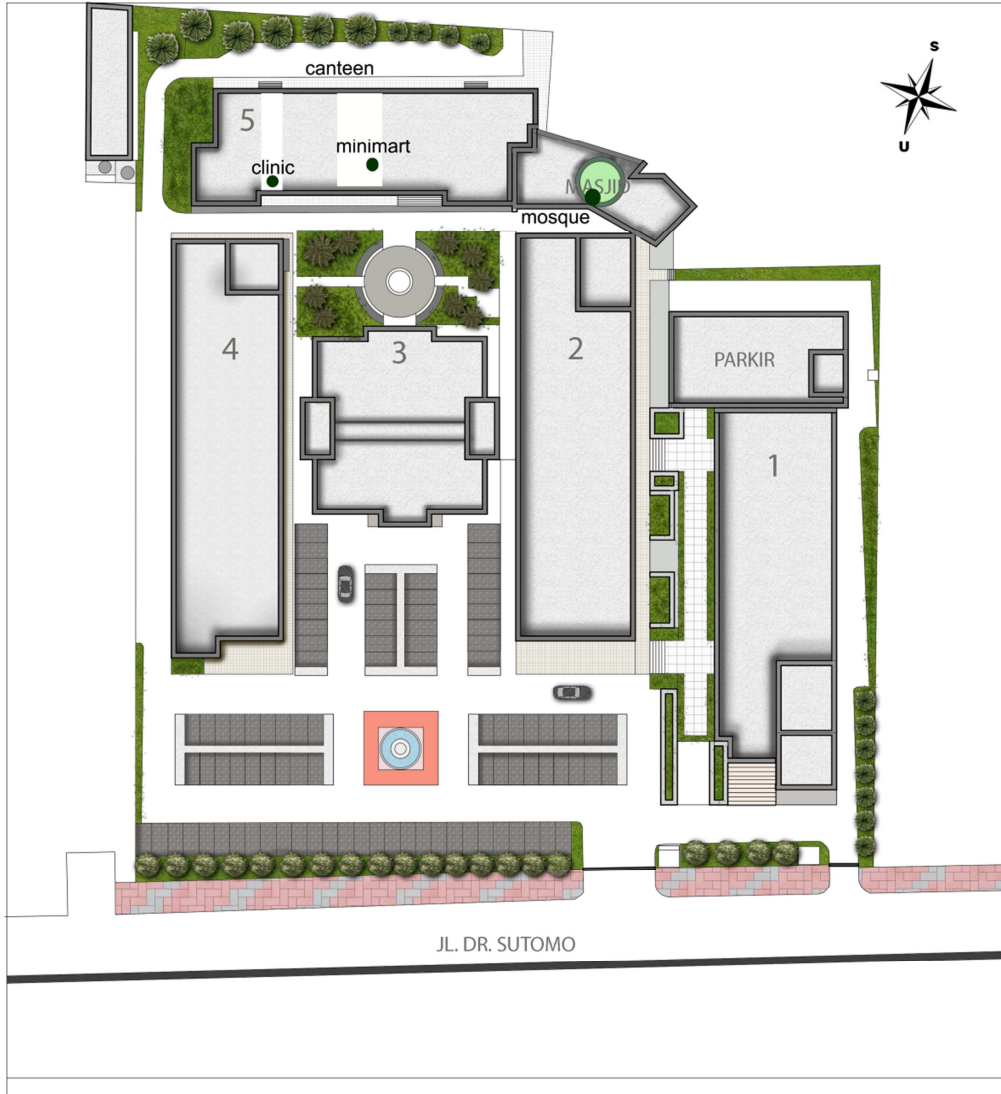 canteen
S
U
5
minimart
clinic
MASJID
mosque
4
3
2
PARKIR
1
JL. DR. SUTOMO